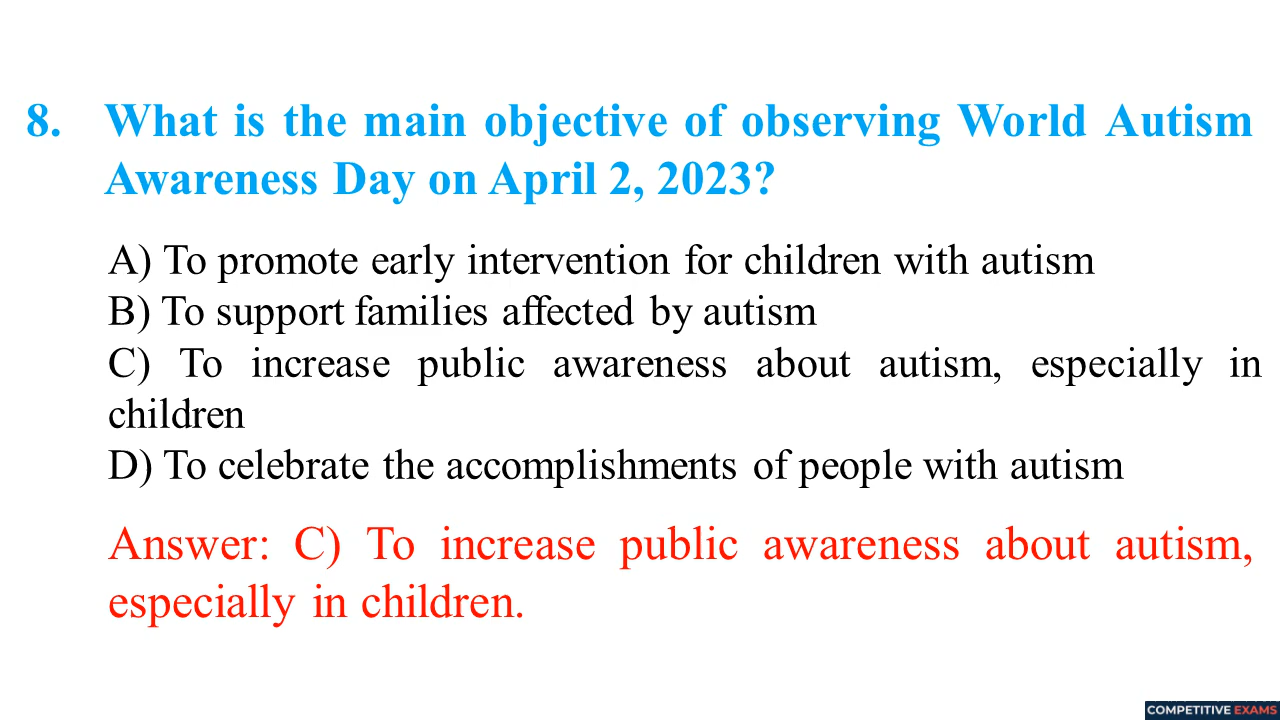 8. What is the main objective of observing World Autism
Awareness Day on April 2, 2023?
A) To promote early intervention for children with autism
B) To support families affected by autism
C) To increase public awareness about autism, especially in
children
D) To celebrate the accomplishments of people with autism
Answer: C) To increase public awareness about autism,
especially in children.
COMPETITIVE EXAMS